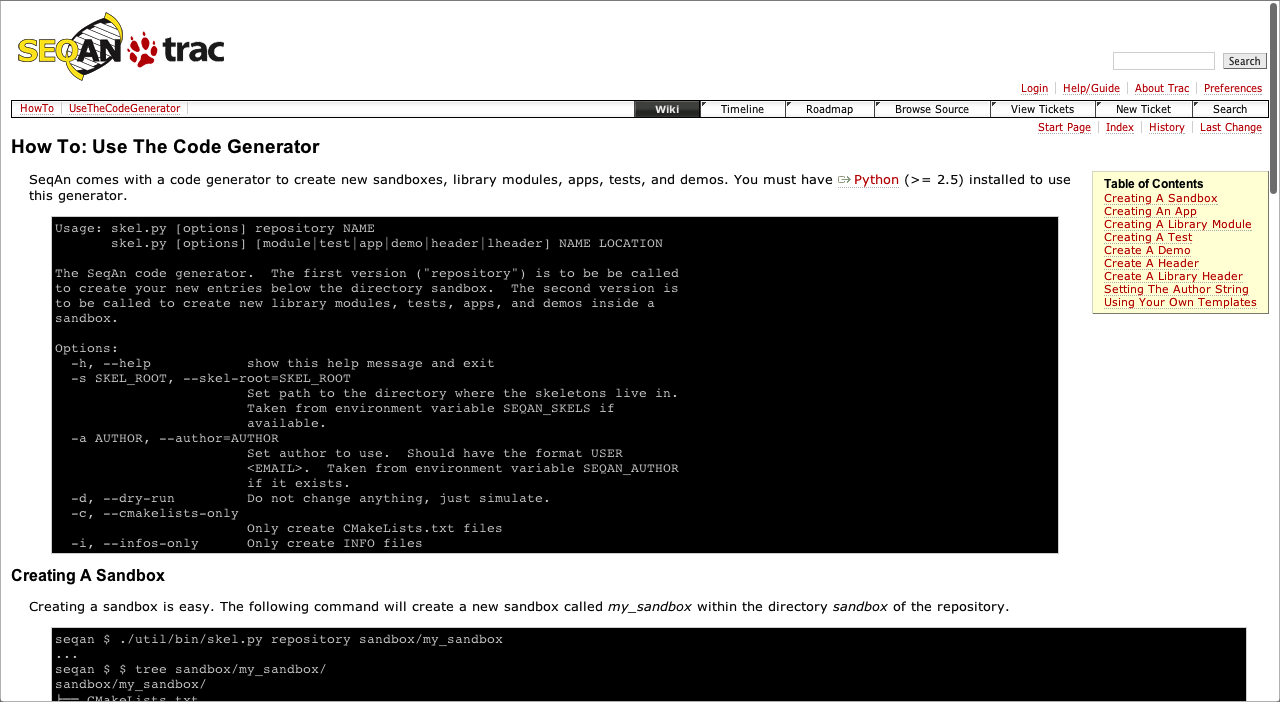 SEQAN trac
Search
Login Help/Guide About Trac Preferences
HowTo UseTheCodeGenerator Wiki Timeline Roadmap Browse Source View Tickets New Ticket Search
Start Page Index History Last Change
How To: Use The Code Generator
SeqAn comes with a code generator to create new sandboxes, library modules, apps, tests, and demos. You must have Python (>= 2.5) installed to use
this generator.
Table of Contents
Creating A Sandbox
Creating An App
Creating A Library Module
Creating A Test
Create A Demo
Create A Header
Create A Library Header
Setting The Author String
Using Your Own Templates
Usage: skel.py [options] repository NAME
       skel.py [options] [module|test|app|demo|header|lheader] NAME LOCATION
The SeqAn code generator.  The first version ("repository") is to be be called
to create your new entries below the directory sandbox.  The second version is
to be called to create new library modules, tests, apps, and demos inside a
sandbox.
Options:
  -h, --help            show this help message and exit
  -s SKEL_ROOT, --skel-root=SKEL_ROOT
                        Set path to the directory where the skeletons live in.
                        Taken from environment variable SEQAN_SKELS if
                        available.
  -a AUTHOR, --author=AUTHOR
                        Set author to use.  Should have the format USER
                        <EMAIL>.  Taken from environment variable SEQAN_AUTHOR
                        if it exists.
  -d, --dry-run         Do not change anything, just simulate.
  -c, --cmakelists-only
                        Only create CMakeLists.txt files
  -i, --infos-only      Only create INFO files
Creating A Sandbox
Creating a sandbox is easy. The following command will create a new sandbox called my_sandbox within the directory sandbox of the repository.
seqan $ ./util/bin/skel.py repository sandbox/my_sandbox
...
seqan $ $ tree sandbox/my_sandbox/
sandbox/my_sandbox/
├── CMakeLists.txt